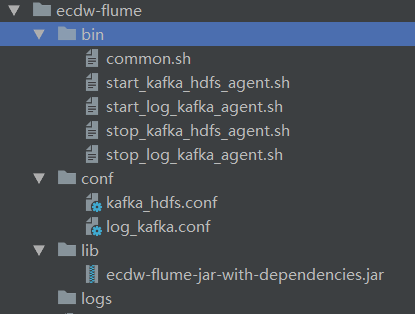 ecdw-flume
bin
common.sh
start_kafka_hdfs_agent.sh
start_log_kafka_agent.sh
stop_kafka_hdfs_agent.sh
stop_log_kafka_agent.sh
conf
kafka_hdfs.conf
log_kafka.conf
lib
ecdw-flume-jar-with-dependencies.jar
logs